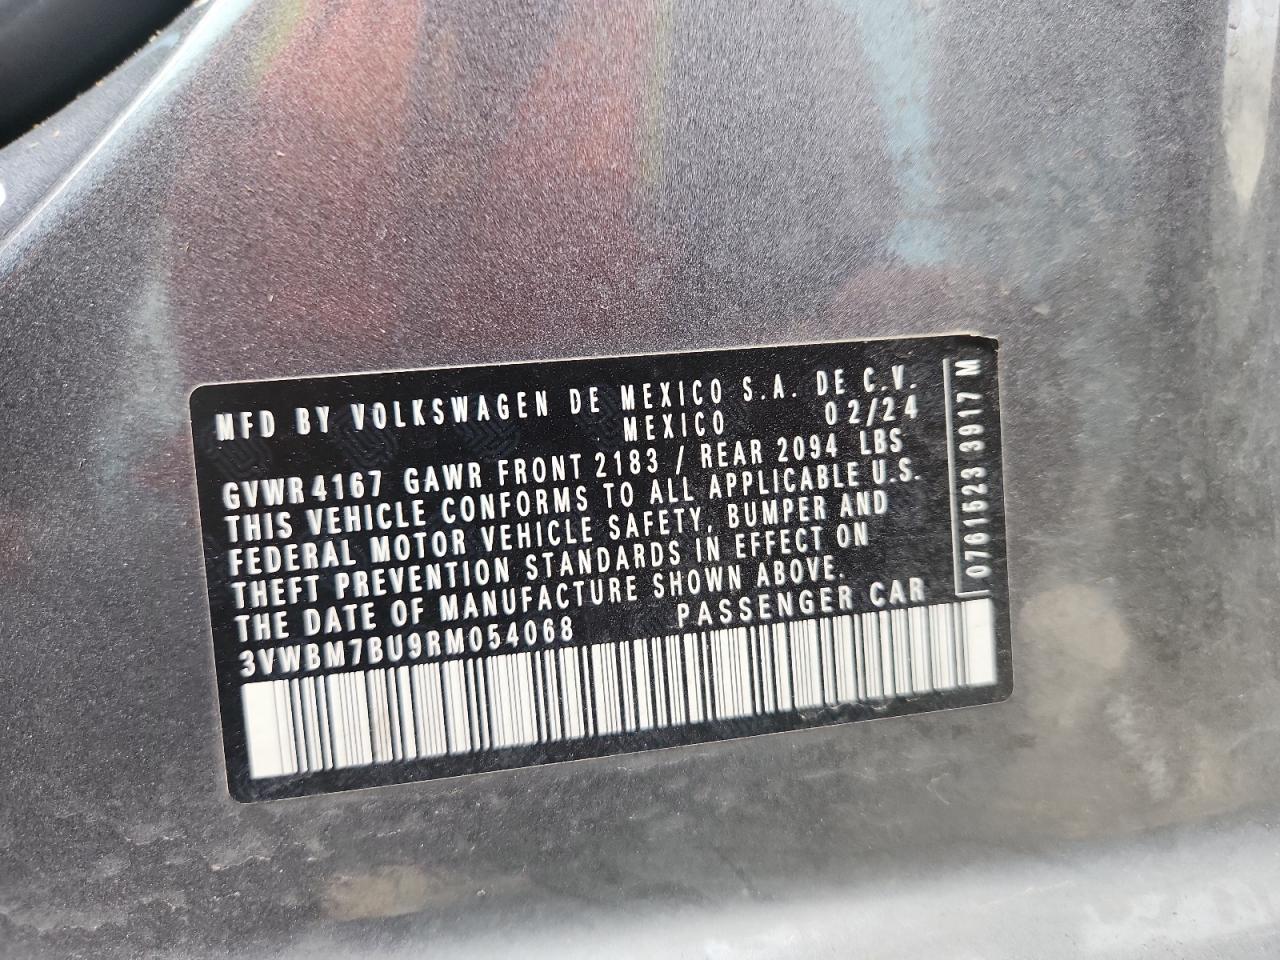 MFD BY VOLKSWAGEN DE MEXICO S.A. DE C.V.
MEXICO 02/24
GVWR 4167 GAWR FRONT 2183 / REAR 2094 LBS
THIS VEHICLE CONFORMS TO ALL APPLICABLE U.S.
FEDERAL MOTOR VEHICLE SAFETY, BUMPER AND
THEFT PREVENTION STANDARDS IN EFFECT ON
THE DATE OF MANUFACTURE SHOWN ABOVE.
3VWBM7BU9RM054068 PASSENGER CAR
0761523 3917 M